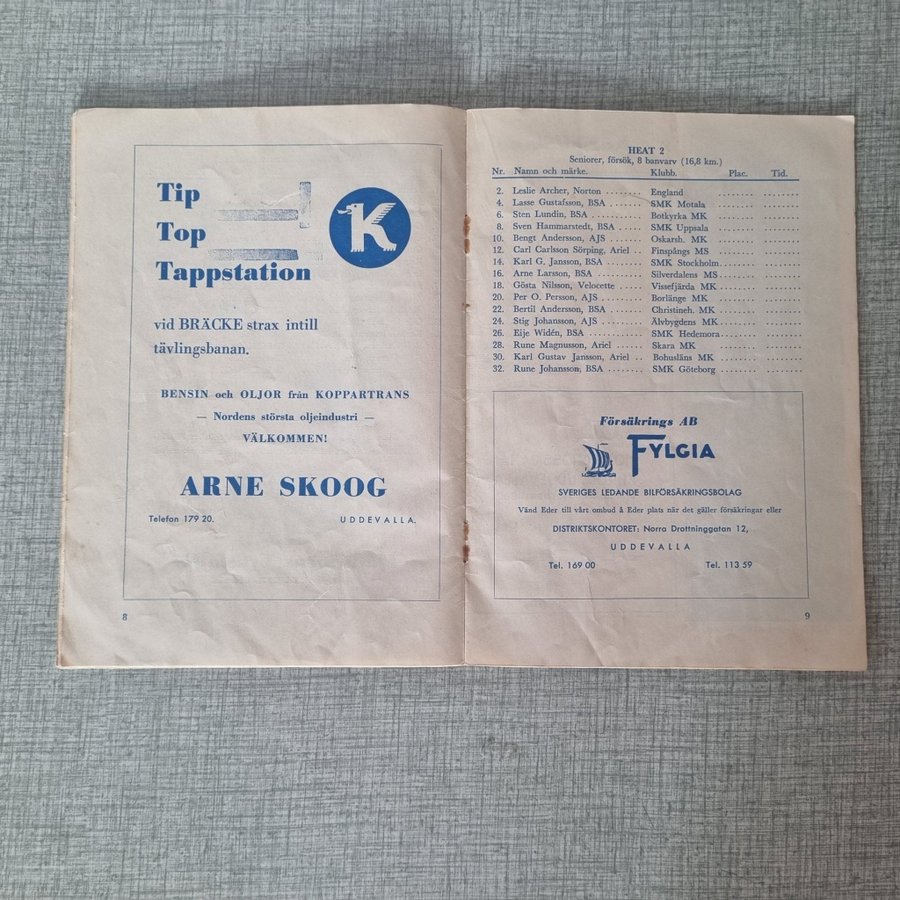 Tip
Top
Tappstation
K
vid BRÄCKE strax intill
tävlingsbanan.
BENSIN och OLJOR från KOPPARTRANS
— Nordens största oljeindustri —
VÄLKOMMEN!
ARNE SKOOG
Telefon 179 20. UDDEVALLA.
8
HEAT 2
Seniorer, försök, 8 banvarv (16,8 km.)
Nr. Namn och märke. Klubb. Plac. Tid.
2. Leslie Archer, Norton ........ England ........ ........
4. Lasse Gustafsson, BSA ....... SMK Motala ........ ........
6. Sten Lundin, BSA ........ Botkyrka MK ........ ........
8. Sven Hammarstedt, BSA ...... SMK Uppsala ........ ........
10. Bengt Andersson, AJS ...... Oskarsh. MK ........ ........
12. Carl Carlsson Sörping, Ariel .. Finspångs MS ........ ........
14. Karl G. Jansson, BSA ...... SMK Stockholm ........ ........
16. Arne Larsson, BSA ........ Silverdalens MS ........ ........
18. Gösta Nilsson, Velocette ..... Vissefjärda MK ........ ........
20. Per O. Persson, AJS ........ Borlänge MK ........ ........
22. Bertil Andersson, BSA ...... Christineh. MK ........ ........
24. Stig Johansson, AJS ........ Älvbygdens MK ........ ........
26. Eije Widén, BSA ........ SMK Hedemora ........ ........
28. Rune Magnusson, Ariel ...... Skara MK ........ ........
30. Karl Gustav Jansson, Ariel .. Bohusläns MK ........ ........
32. Rune Johansson, BSA ...... SMK Göteborg ........ ........
Försäkrings AB
FYLGIA
SVERIGES LEDANDE BILFÖRSÄKRINGSBOLAG
Vänd Eder till vårt ombud å Eder plats när det gäller försäkringar eller
DISTRIKTSKONTORET: Norra Drottninggatan 12,
UDDEVALLA
Tel. 169 00 Tel. 113 59
9